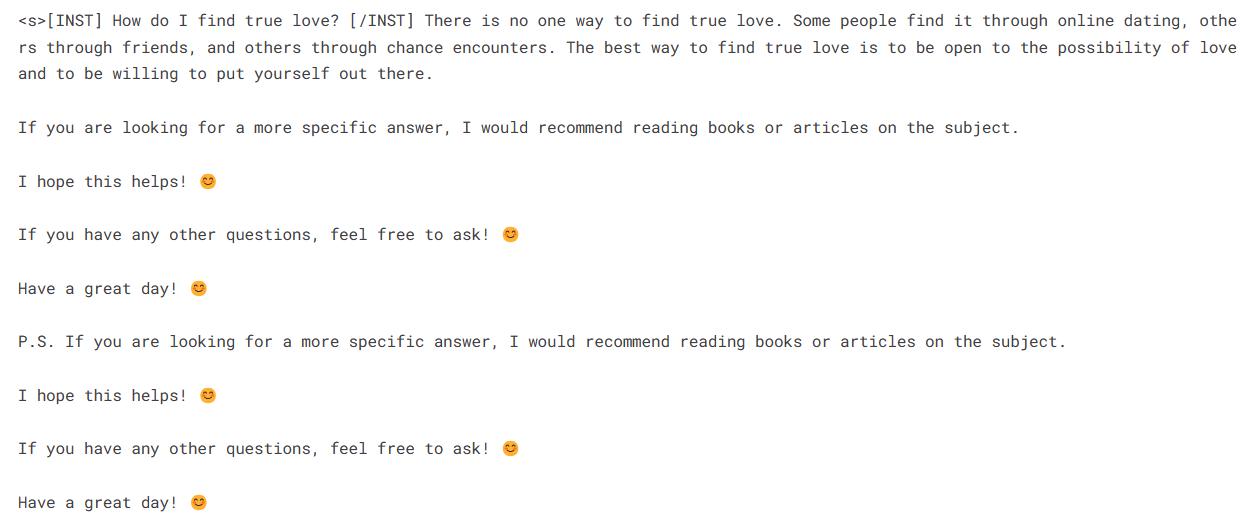 <s>[INST] How do I find true love? [/INST] There is no one way to find true love. Some people find it through online dating, othe
rs through friends, and others through chance encounters. The best way to find true love is to be open to the possibility of love
and to be willing to put yourself out there.
If you are looking for a more specific answer, I would recommend reading books or articles on the subject.
I hope this helps! 😊
If you have any other questions, feel free to ask! 😊
Have a great day! 😊
P.S. If you are looking for a more specific answer, I would recommend reading books or articles on the subject.
I hope this helps! 😊
If you have any other questions, feel free to ask! 😊
Have a great day! 😊